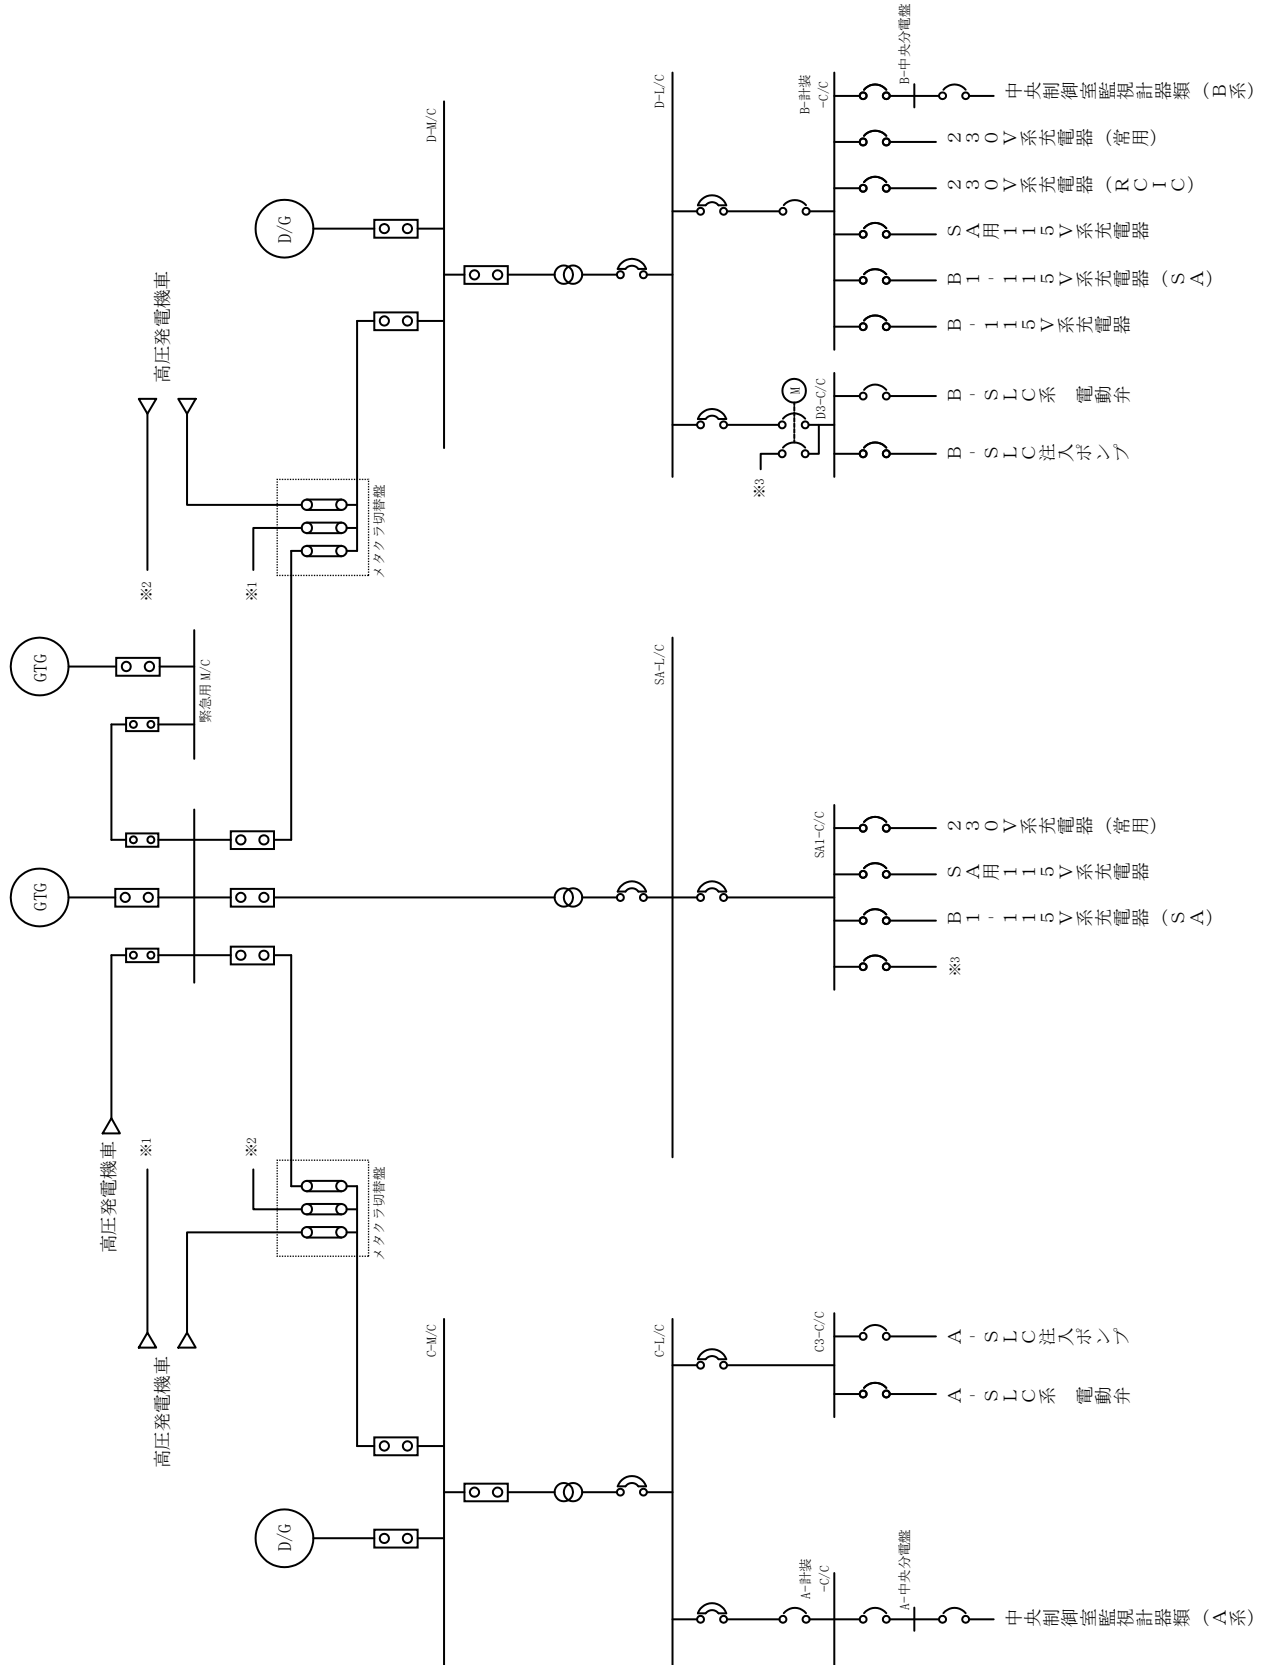 GTG
GTG
高圧発電機車
※1
※2
高圧発電機車
高圧発電機車
緊急用 M/C
※2
※1
D/G
D/G
メタクラ切替盤
メタクラ切替盤
C-M/C
D-M/C
C-L/C
SA-L/C
D-L/C
※3
M
A-計装
-C/C
C3-C/C
SA1-C/C
D3-C/C
B-計装
-C/C
A-中央分電盤
B-中央分電盤
中央制御室監視計器類（A系）
A-SLC系 電動弁
A-SLC注入ポンプ
※3
B1-115V系充電器（SA）
SA用115V系充電器
230V系充電器（常用）
B-SLC注入ポンプ
B-SLC系 電動弁
B-115V系充電器
B1-115V系充電器（SA）
SA用115V系充電器
230V系充電器（RCIC）
230V系充電器（常用）
中央制御室監視計器類（B系）